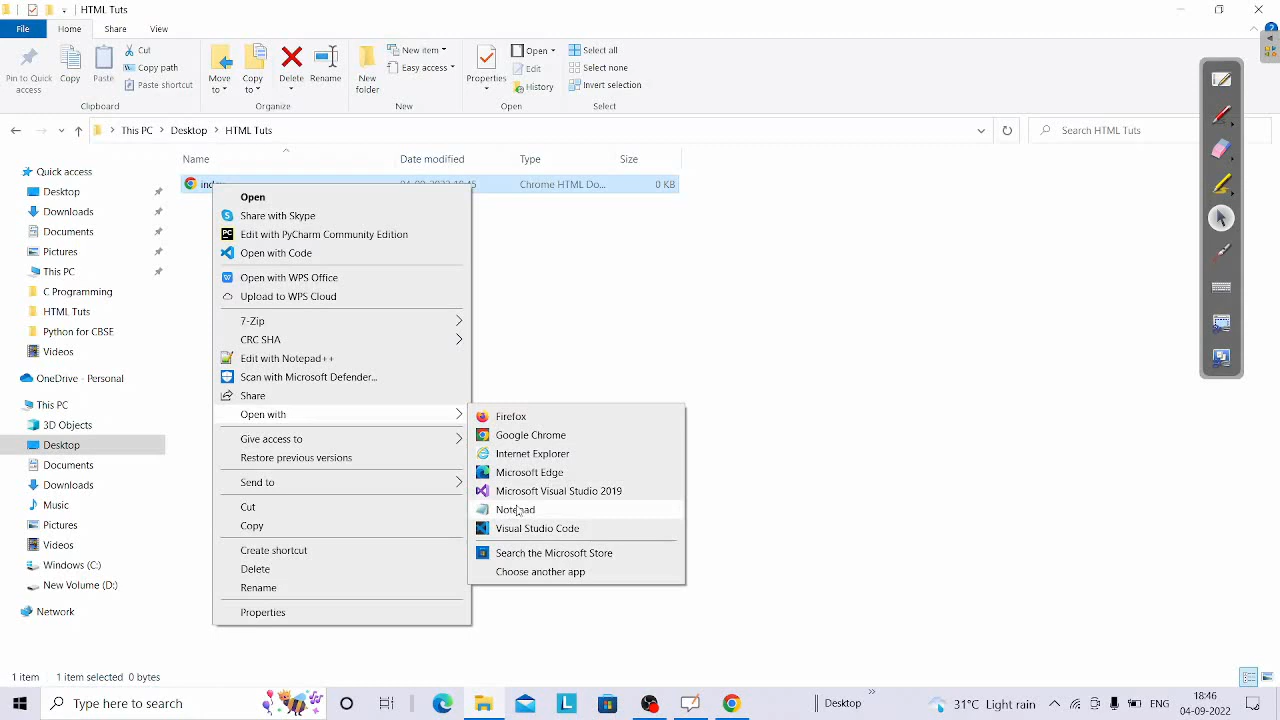 HTML Tuts
File Home Share View
Pin to Quick access
Copy
Paste
Cut
Copy path
Paste shortcut
Clipboard
Move to
Copy to
Delete
Rename
Organize
New folder
New item
Easy access
New
Properties
Open
Edit
History
Open
Select all
Select none
Invert selection
Select
This PC Desktop HTML Tuts
Search HTML Tuts
Name Date modified Type Size
Chrome HTML Do... 0 KB
Quick access
Desktop
Downloads
Documents
Pictures
This PC
C Programming
HTML Tuts
Python for CBSE
Videos
OneDrive - Personal
This PC
3D Objects
Desktop
Documents
Downloads
Music
Pictures
Videos
Windows (C:)
New Volume (D:)
Network
Open
Share with Skype
Edit with PyCharm Community Edition
Open with Code
Open with WPS Office
Upload to WPS Cloud
7-Zip
CRC SHA
Edit with Notepad++
Scan with Microsoft Defender...
Share
Open with
Give access to
Restore previous versions
Send to
Cut
Copy
Create shortcut
Delete
Rename
Properties
Firefox
Google Chrome
Internet Explorer
Microsoft Edge
Microsoft Visual Studio 2019
Notepad
Visual Studio Code
Search the Microsoft Store
Choose another app
1 item 1 item selected 0 bytes
Type here to search
Desktop
31°C Light rain
ENG
18:46
04-09-2022